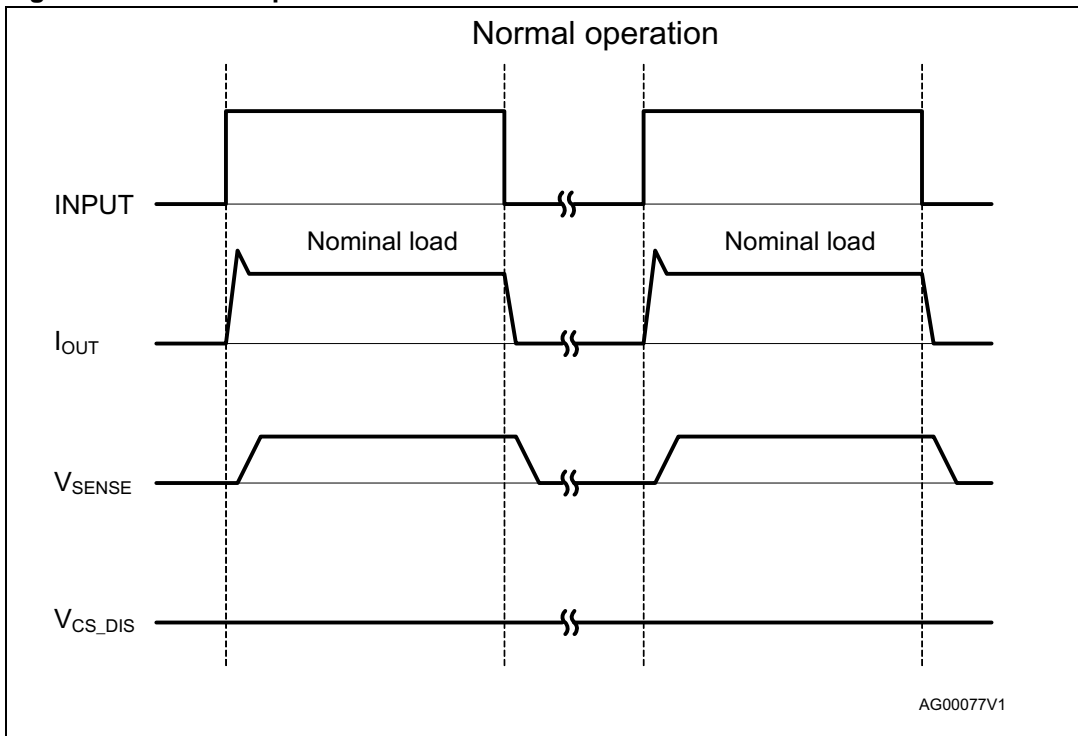 Normal operation
INPUT
Nominal load Nominal load
IOUT
VSENSE
VCS_DIS
AG00077V1